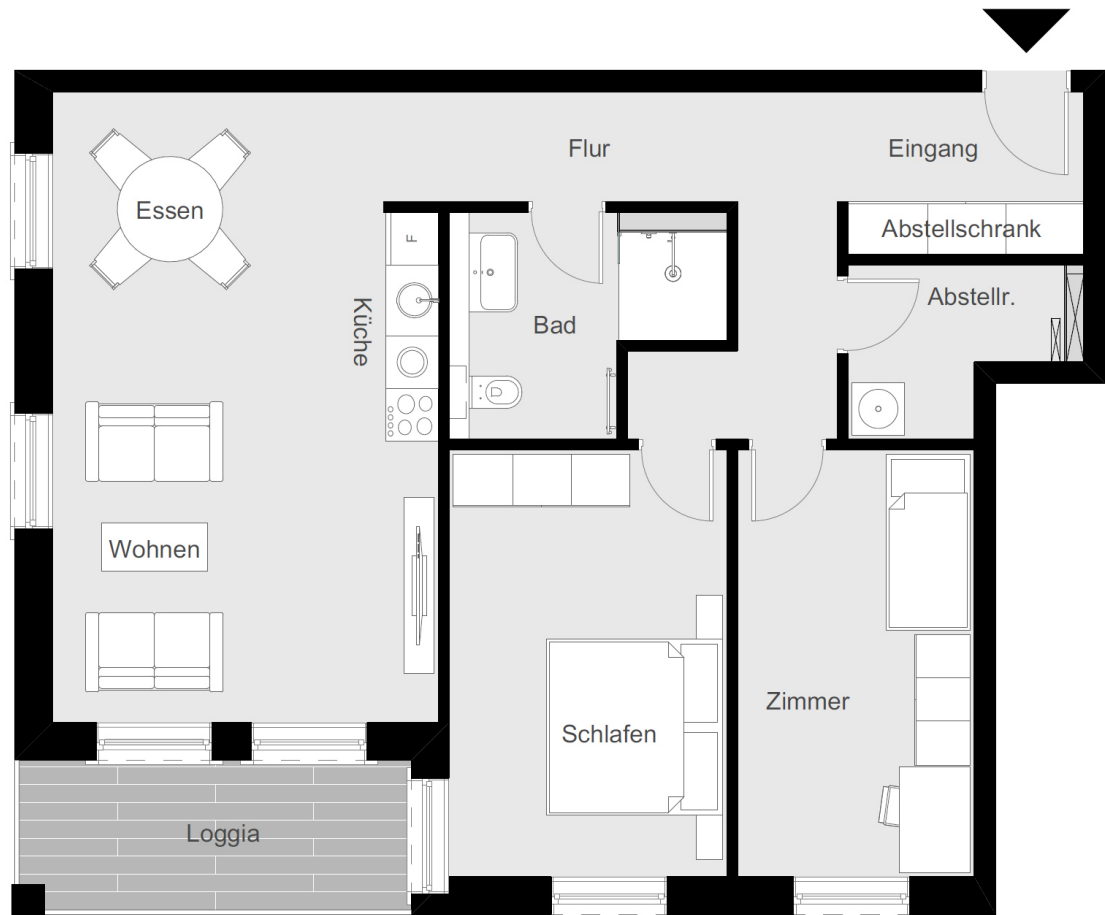 Flur
Eingang
Essen
Abstellschrank
F
Abstellr.
Küche
Bad
Wohnen
Zimmer
Schlafen
Loggia